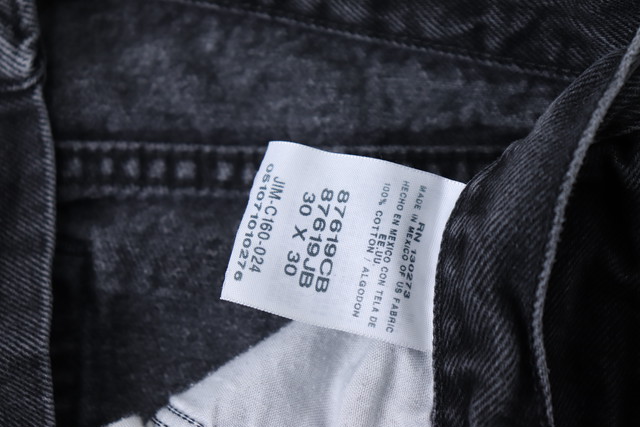 RN 130273
MADE IN MEXICO OF US FABRIC
HECHO EN MEXICO CON TELA DE
EE.UU.
100% COTTON / ALGODON
87619CB
87619JB
30 X 30
JIM-C160-024
051071010276